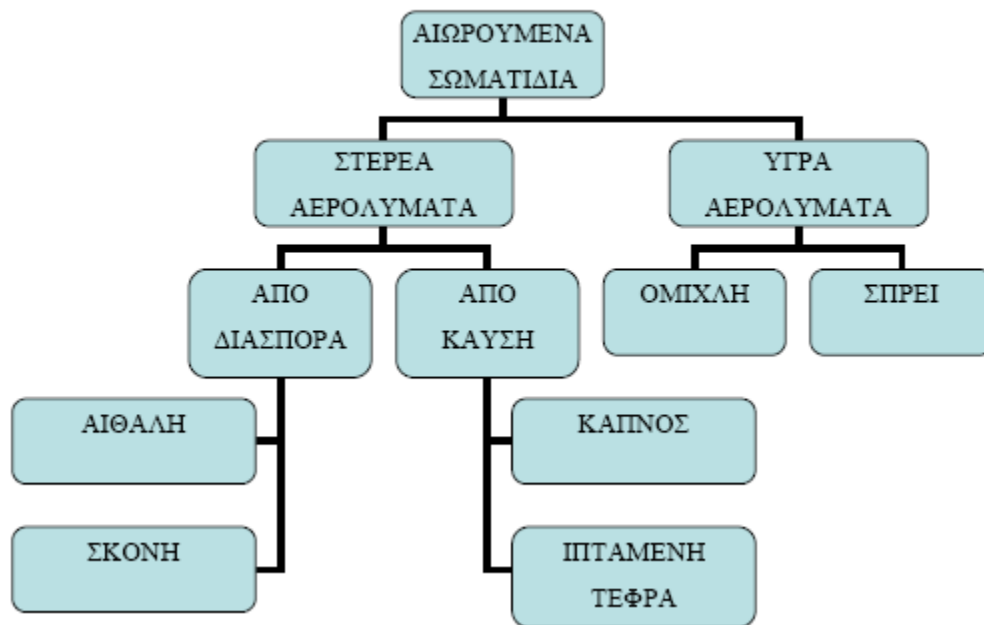 ΑΙΩΡΟΥΜΕΝΑ
ΣΩΜΑΤΙΔΙΑ
ΣΤΕΡΕΑ
ΑΕΡΟΛΥΜΑΤΑ
ΥΓΡΑ
ΑΕΡΟΛΥΜΑΤΑ
ΑΠΟ
ΔΙΑΣΠΟΡΑ
ΑΠΟ
ΚΑΥΣΗ
ΟΜΙΧΛΗ
ΣΠΡΕΙ
ΑΙΘΑΛΗ
ΚΑΠΝΟΣ
ΣΚΟΝΗ
ΙΠΤΑΜΕΝΗ
ΤΕΦΡΑ